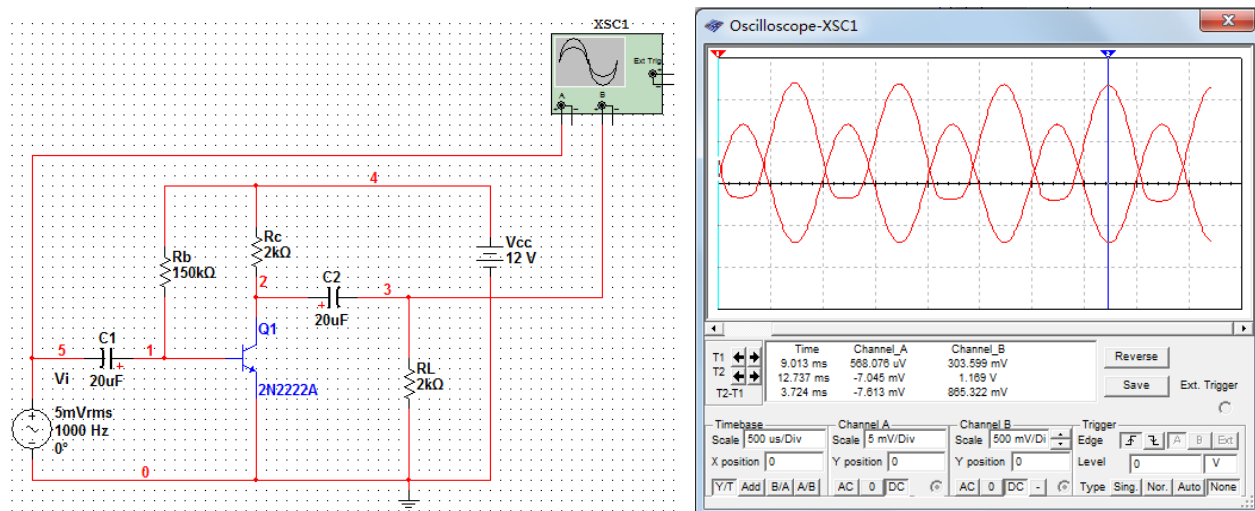 XSC1
Ext Trig
+
A B
4
Rb
150kΩ
Rc
2kΩ
Vcc
12 V
2
C2
3
20uF
C1
5 1
Vi
20uF
Q1
2N2222A
RL
2kΩ
5mVrms
1000 Hz
0°
0
Oscilloscope-XSC1
1 2
Time Channel_A Channel_B
T1 9.013 ms 568.076 uV 303.599 mV
T2 12.737 ms -7.045 mV 1.169 V
T2-T1 3.724 ms -7.613 mV 865.322 mV
Reverse
Save
Ext. Trigger
Timebase
Scale 500 us/Div
X position 0
Y/T Add B/A A/B
Channel A
Scale 5 mV/Div
Y position 0
AC 0 DC
Channel B
Scale 500 mV/Di
Y position 0
AC 0 DC -
Trigger
Edge A B Ext
Level 0 V
Type Sing. Nor. Auto None